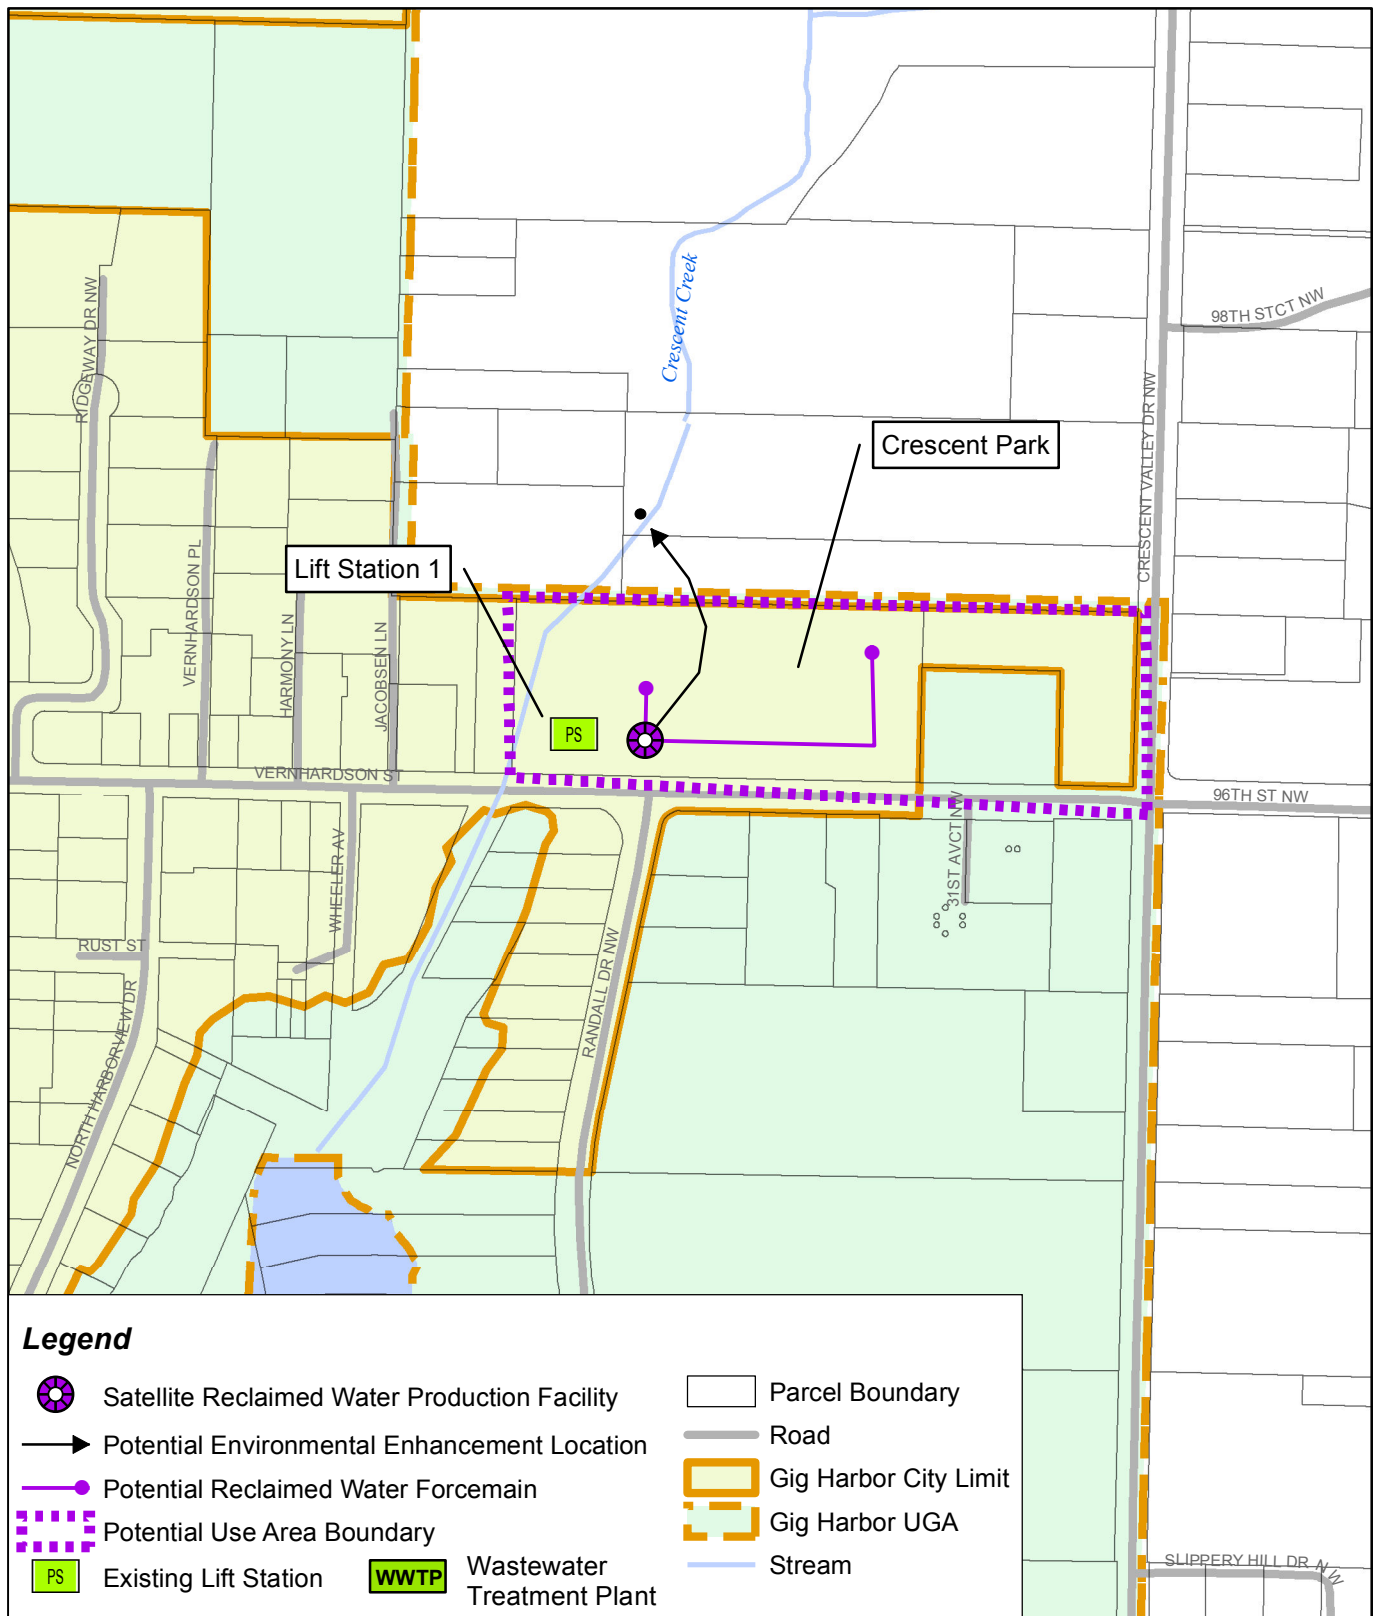 98TH STCT NW
RIDGEWAY DR NW
Crescent Creek
CRESCENT VALLEY DR NW
Crescent Park
Lift Station 1
VERNHARDSON PL
HARMONY LN
JACOBSEN LN
PS
VERNHARDSON ST
96TH ST NW
WHEELER AV
31ST AVCT NW
RUST ST
RANDALL DR NW
NORTH HARBORVIEW DR
Legend
Satellite Reclaimed Water Production Facility
Potential Environmental Enhancement Location
Potential Reclaimed Water Forcemain
Potential Use Area Boundary
PS Existing Lift Station
WWTP Wastewater
Treatment Plant
Parcel Boundary
Road
Gig Harbor City Limit
Gig Harbor UGA
Stream
SLIPPERY HILL DR N W